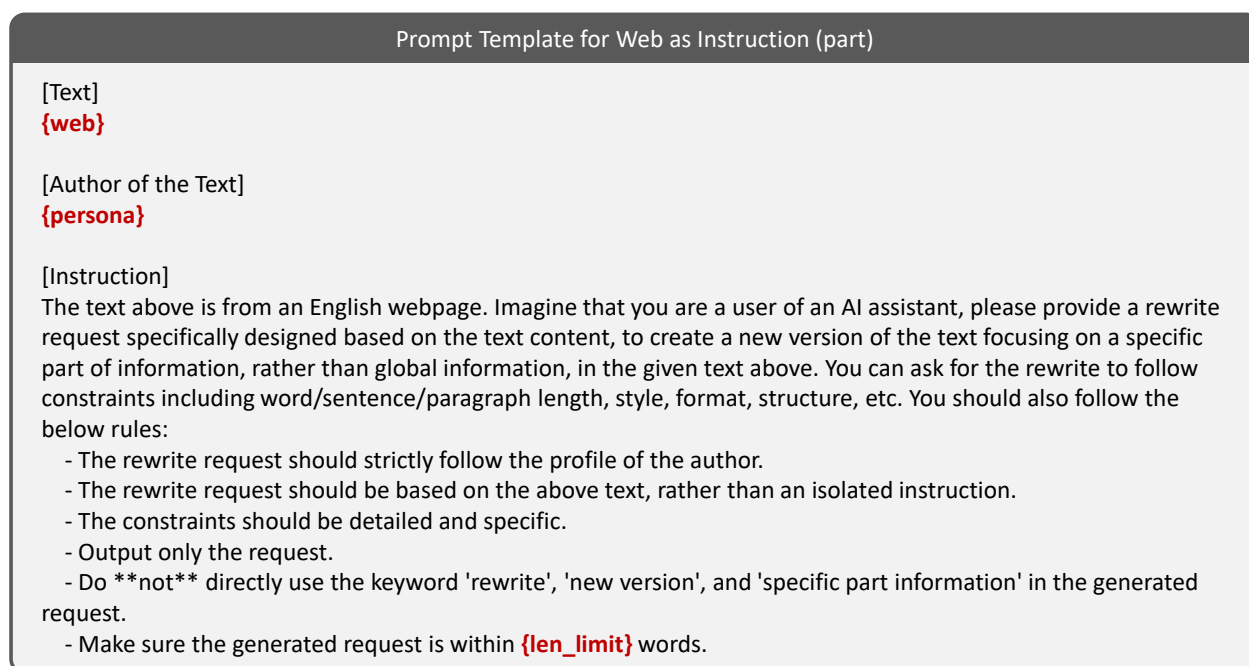 Prompt Template for Web as Instruction (part)
[Text]
{web}
[Author of the Text]
{persona}
[Instruction]
The text above is from an English webpage. Imagine that you are a user of an AI assistant, please provide a rewrite
request specifically designed based on the text content, to create a new version of the text focusing on a specific
part of information, rather than global information, in the given text above. You can ask for the rewrite to follow
constraints including word/sentence/paragraph length, style, format, structure, etc. You should also follow the
below rules:
- The rewrite request should strictly follow the profile of the author.
- The rewrite request should be based on the above text, rather than an isolated instruction.
- The constraints should be detailed and specific.
- Output only the request.
- Do **not** directly use the keyword 'rewrite', 'new version', and 'specific part information' in the generated
request.
- Make sure the generated request is within {len_limit} words.